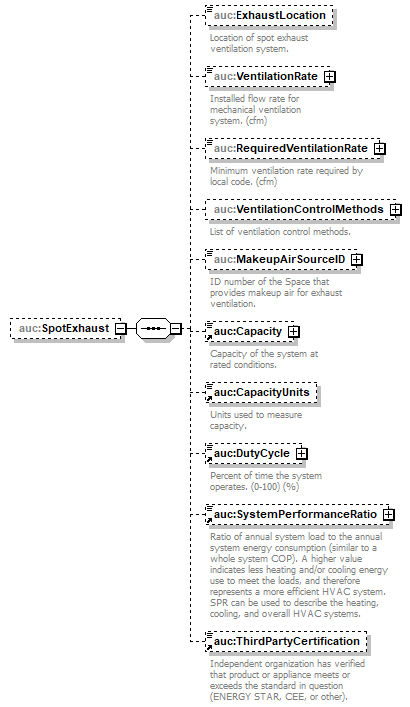 auc:ExhaustLocation
Location of spot exhaust
ventilation system.
auc:VentilationRate
Installed flow rate for
mechanical ventilation
system. (cfm)
auc:RequiredVentilationRate
Minimum ventilation rate required by
local code. (cfm)
auc:VentilationControlMethods
List of ventilation control methods.
auc:MakeupAirSourceID
ID number of the Space that
provides makeup air for exhaust
ventilation.
auc:SpotExhaust
auc:Capacity
Capacity of the system at
rated conditions.
auc:CapacityUnits
Units used to measure
capacity.
auc:DutyCycle
Percent of time the system
operates. (0-100) (%)
auc:SystemPerformanceRatio
Ratio of annual system load to the annual
system energy consumption (similar to a
whole system COP). A higher value
indicates less heating and/or cooling energy
use to meet the loads, and therefore
represents a more efficient HVAC system.
SPR can be used to describe the heating,
cooling, and overall HVAC systems.
auc:ThirdPartyCertification
Independent organization has verified
that product or appliance meets or
exceeds the standard in question
(ENERGY STAR, CEE, or other).